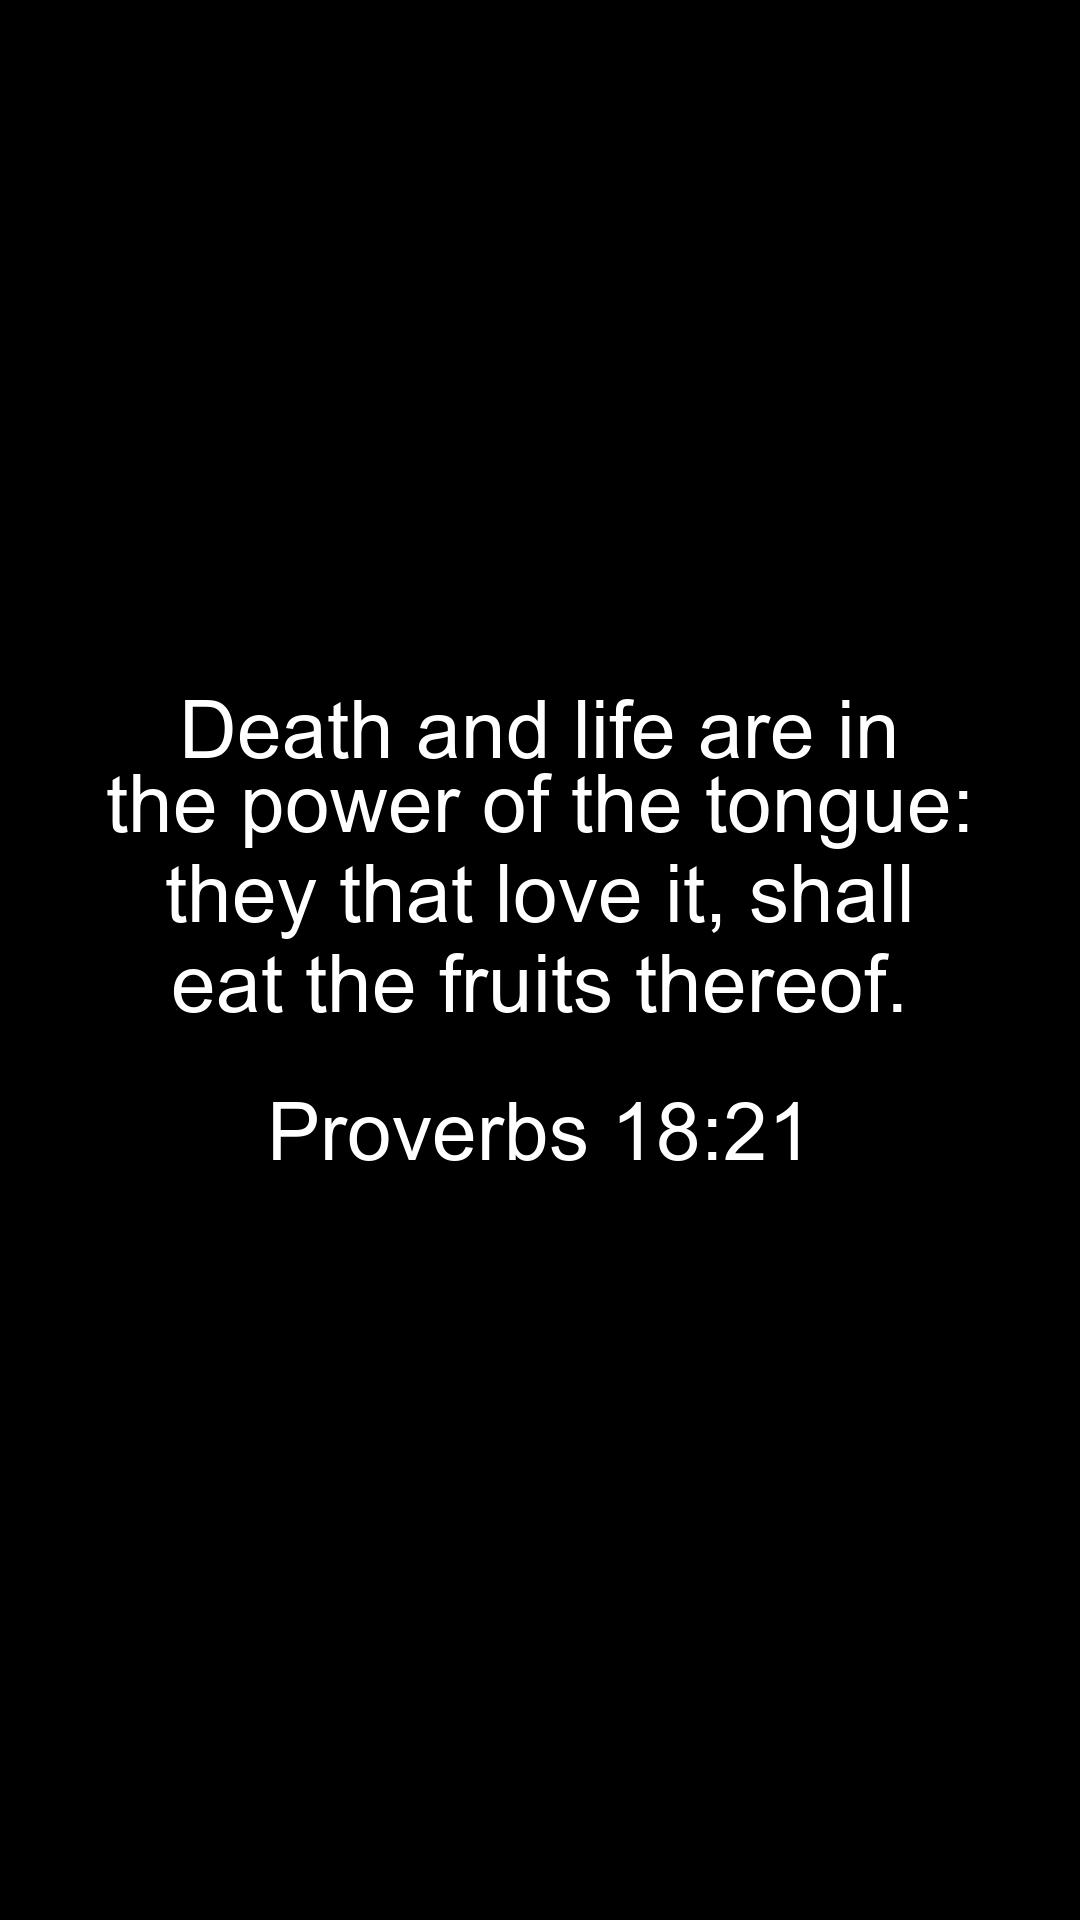 Death and life are in
the power of the tongue:
they that love it, shall
eat the fruits thereof.
Proverbs 18:21